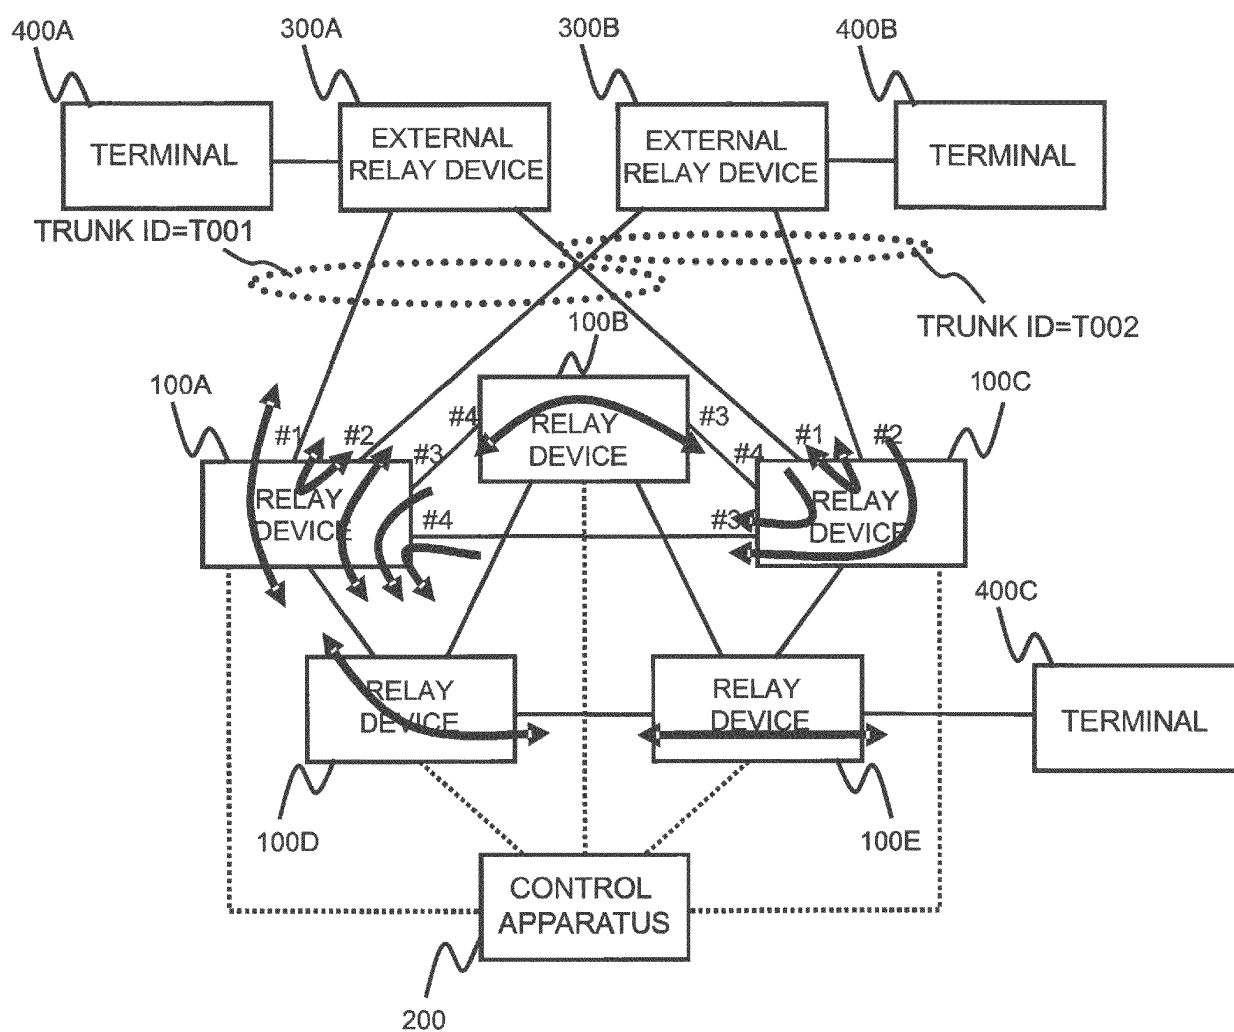 400A
300A
300B
400B
TERMINAL
EXTERNAL
RELAY DEVICE
EXTERNAL
RELAY DEVICE
TERMINAL
TRUNK ID=T001
TRUNK ID=T002
100B
100A
100C
#1
#2
#3
#4
#4
#3
#4
#1
#2
#3
RELAY
DEVICE
RELAY
DEVICE
RELAY
DEVICE
400C
RELAY
DEVICE
RELAY
DEVICE
TERMINAL
100D
100E
CONTROL
APPARATUS
200